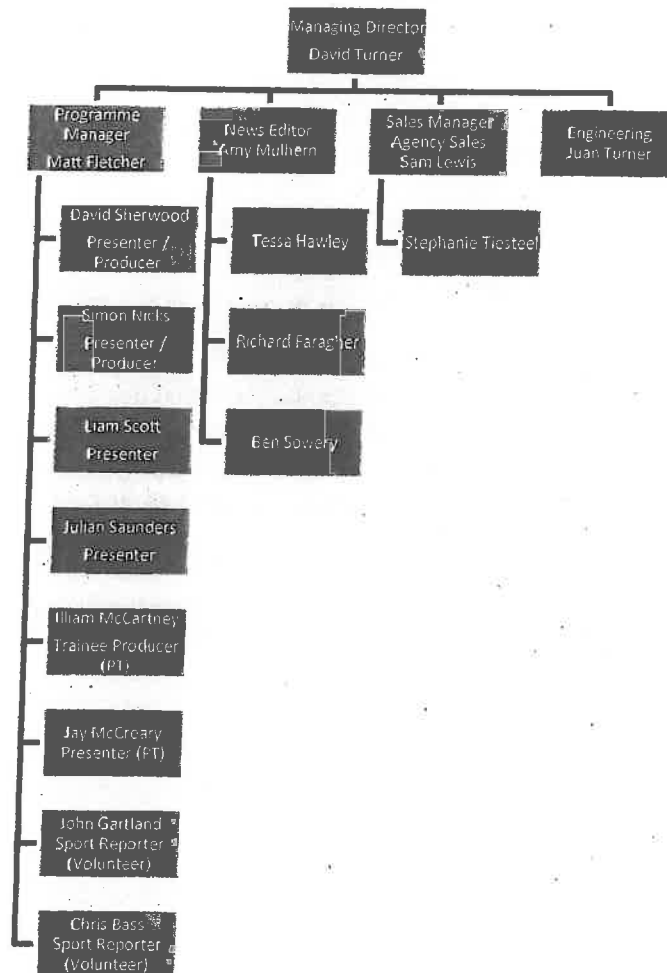 Managing Director
David Turner
Programme
Manager
Matt Fletcher
News Editor
Amy Mulhern
Sales Manager
Agency Sales
Sam Lewis
Engineering
Juan Turner
David Sherwood
Presenter /
Producer
Simon Nicks
Presenter /
Producer
Liam Scott
Presenter
Julian Saunders
Presenter
Illiam McCartney
Trainee Producer
(PT)
Jay McCreary
Presenter (PT)
John Gartland
Sport Reporter
(Volunteer)
Chris Bass
Sport Reporter
(Volunteer)
Tessa Hawley
Richard Faragher
Ben Sowery
Stephanie Tiesteel